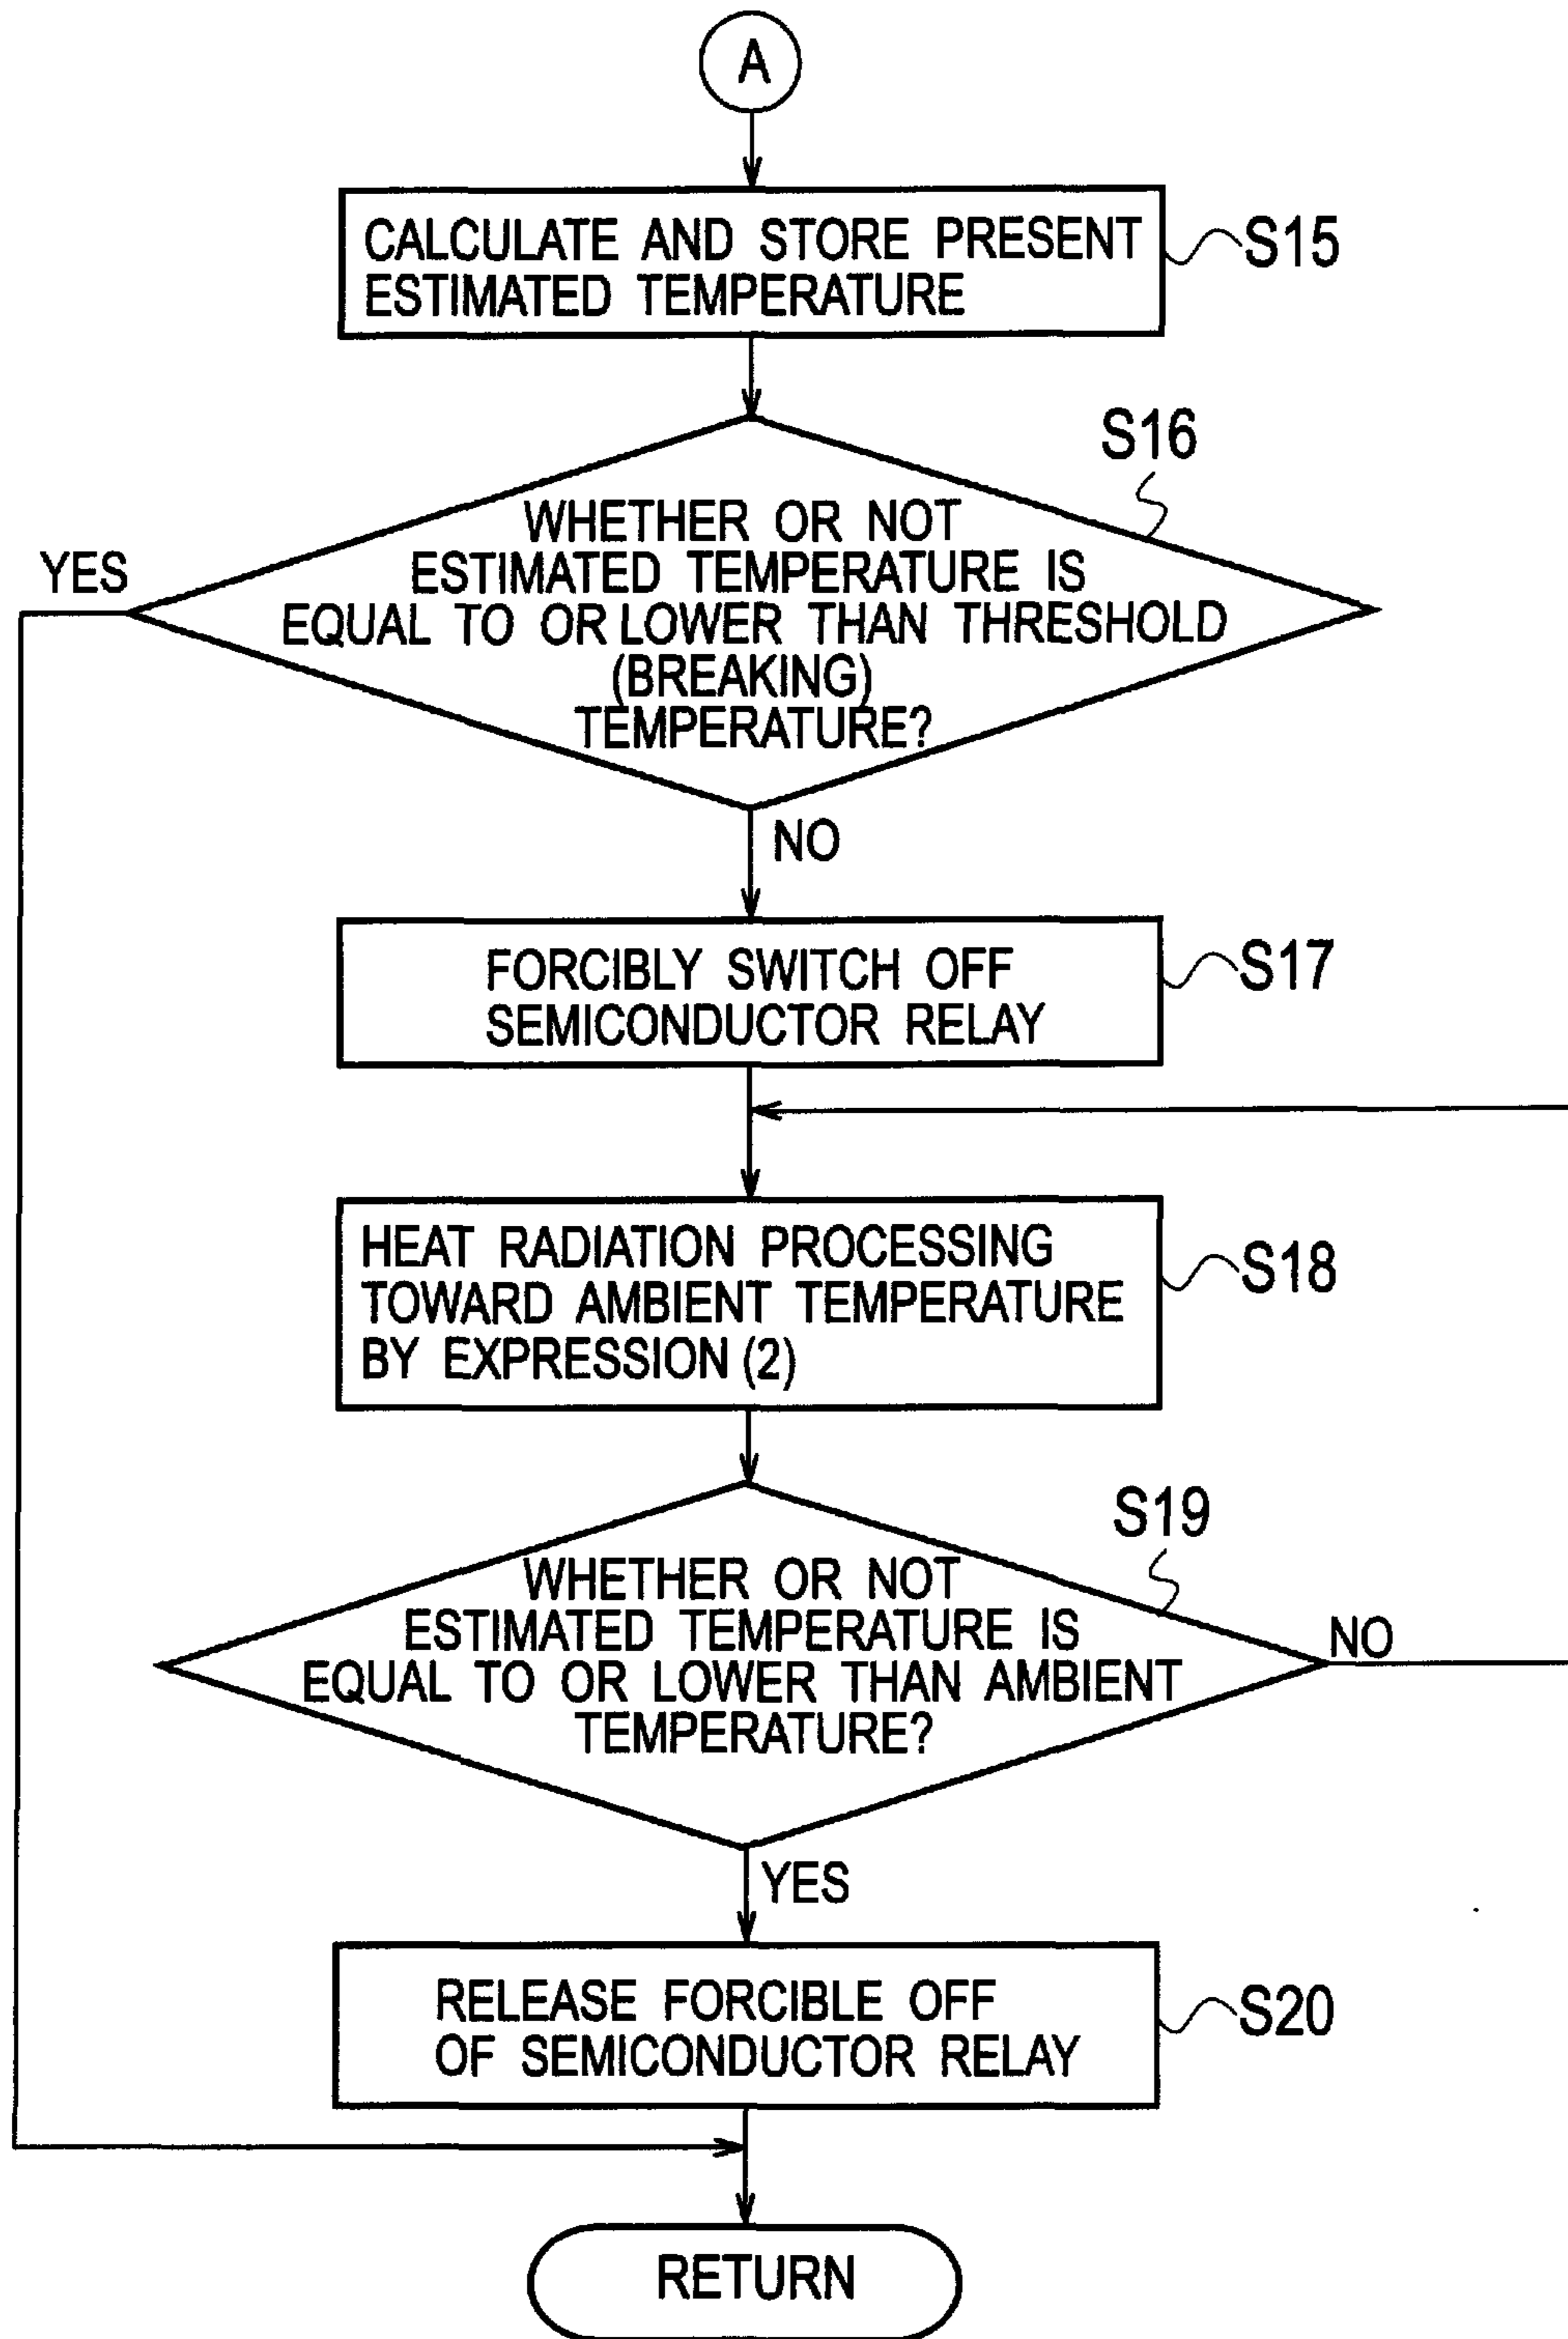 A
CALCULATE AND STORE PRESENT
ESTIMATED TEMPERATURE
S15
S16
WHETHER OR NOT
ESTIMATED TEMPERATURE IS
EQUAL TO OR LOWER THAN THRESHOLD
(BREAKING)
TEMPERATURE?
YES
NO
FORCIBLY SWITCH OFF
SEMICONDUCTOR RELAY
S17
HEAT RADIATION PROCESSING
TOWARD AMBIENT TEMPERATURE
BY EXPRESSION (2)
S18
S19
WHETHER OR NOT
ESTIMATED TEMPERATURE IS
EQUAL TO OR LOWER THAN AMBIENT
TEMPERATURE?
NO
YES
RELEASE FORCIBLE OFF
OF SEMICONDUCTOR RELAY
S20
RETURN